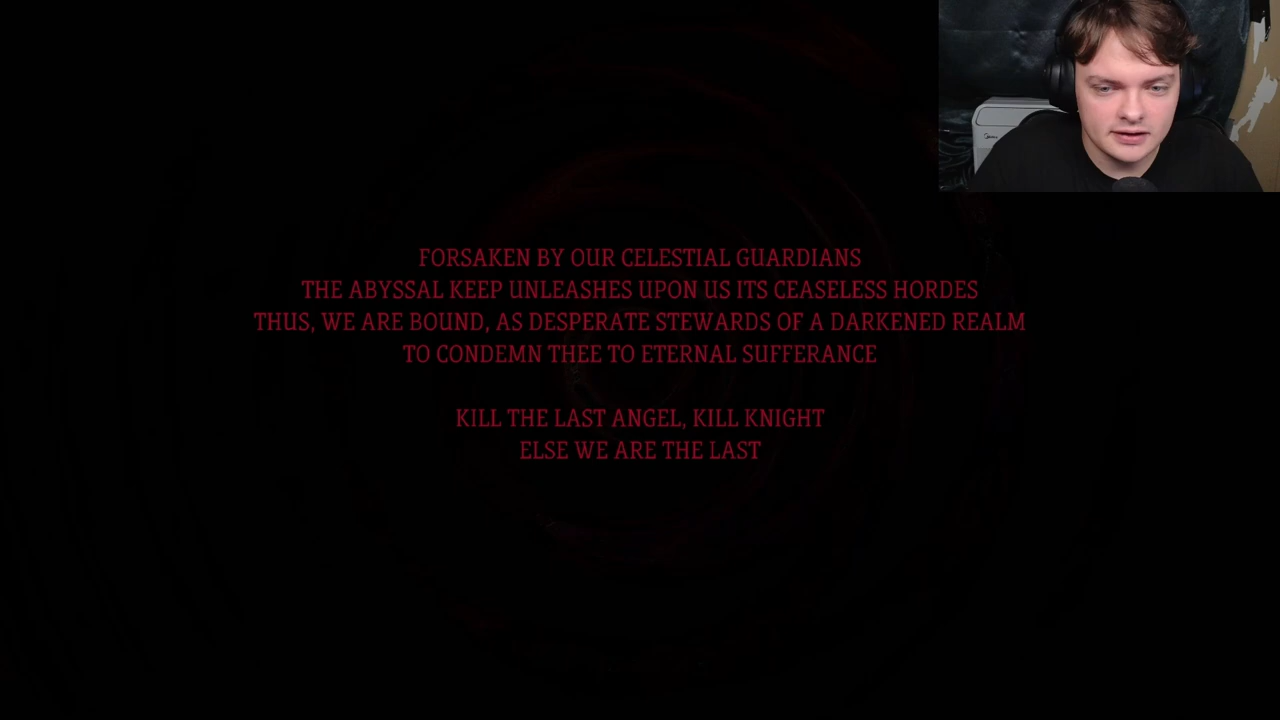 FORSAKEN BY OUR CELESTIAL GUARDIANS
THE ABYSSAL KEEP UNLEASHES UPON US ITS CEASELESS HORDES
THUS, WE ARE BOUND, AS DESPERATE STEWARDS OF A DARKENED REALM
TO CONDEMN THEE TO ETERNAL SUFFERANCE
KILL THE LAST ANGEL, KILL KNIGHT
ELSE WE ARE THE LAST